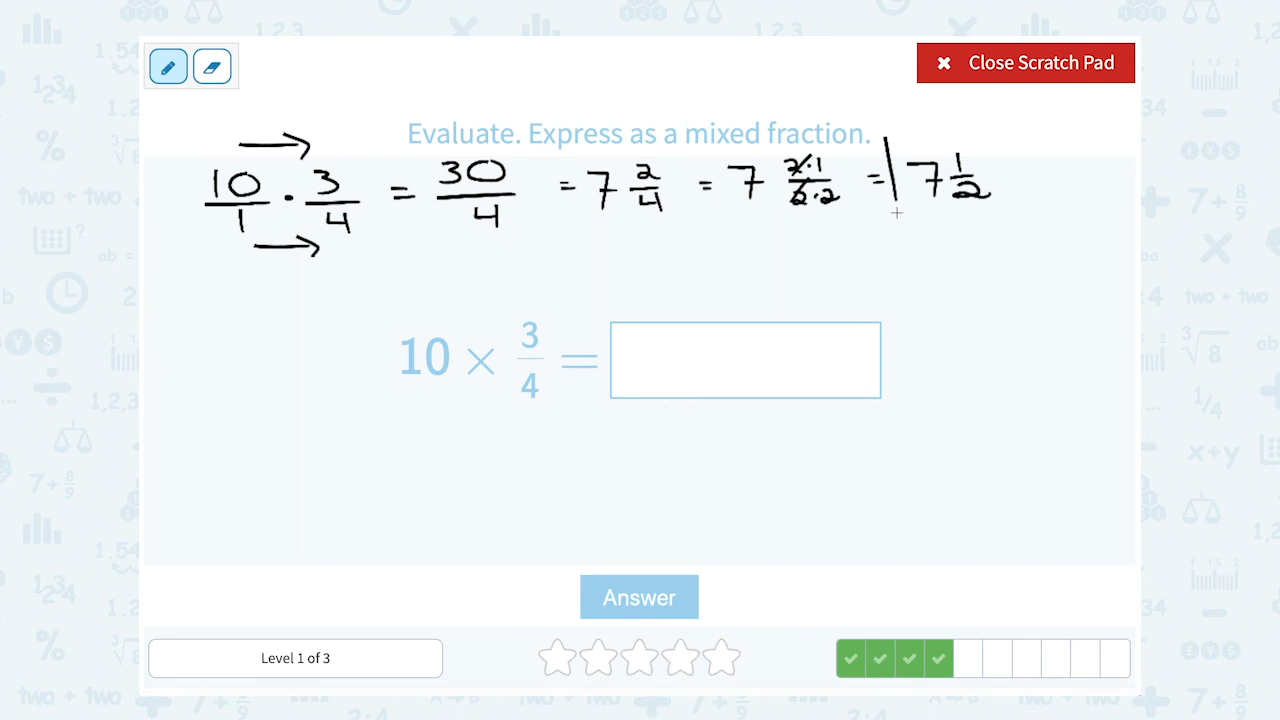 ✖ Close Scratch Pad
Evaluate. Express as a mixed fraction.
10/1 · 3/4 = 30/4 = 7 2/4 = 7 2·1/2·2 = 7 1/2
10 × 3/4 =
Answer
Level 1 of 3